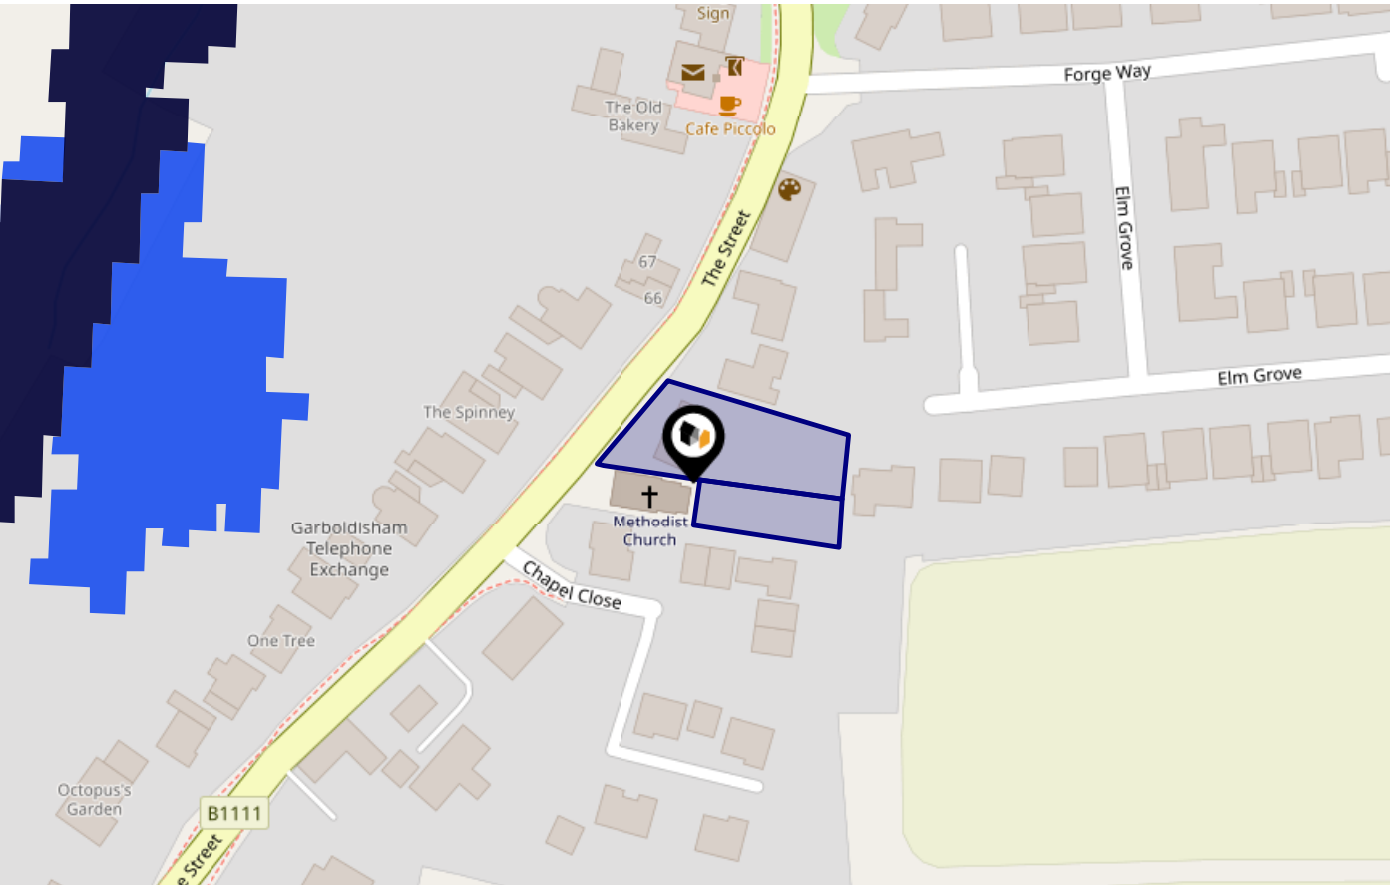 Sign
The Old
Bakery
Cafe Piccolo
Forge Way
Elm Grove
The Street
67
66
Elm Grove
The Spinney
Methodist
Church
Garboldisham
Telephone
Exchange
Chapel Close
One Tree
Octopus's
Garden
B1111
e Street